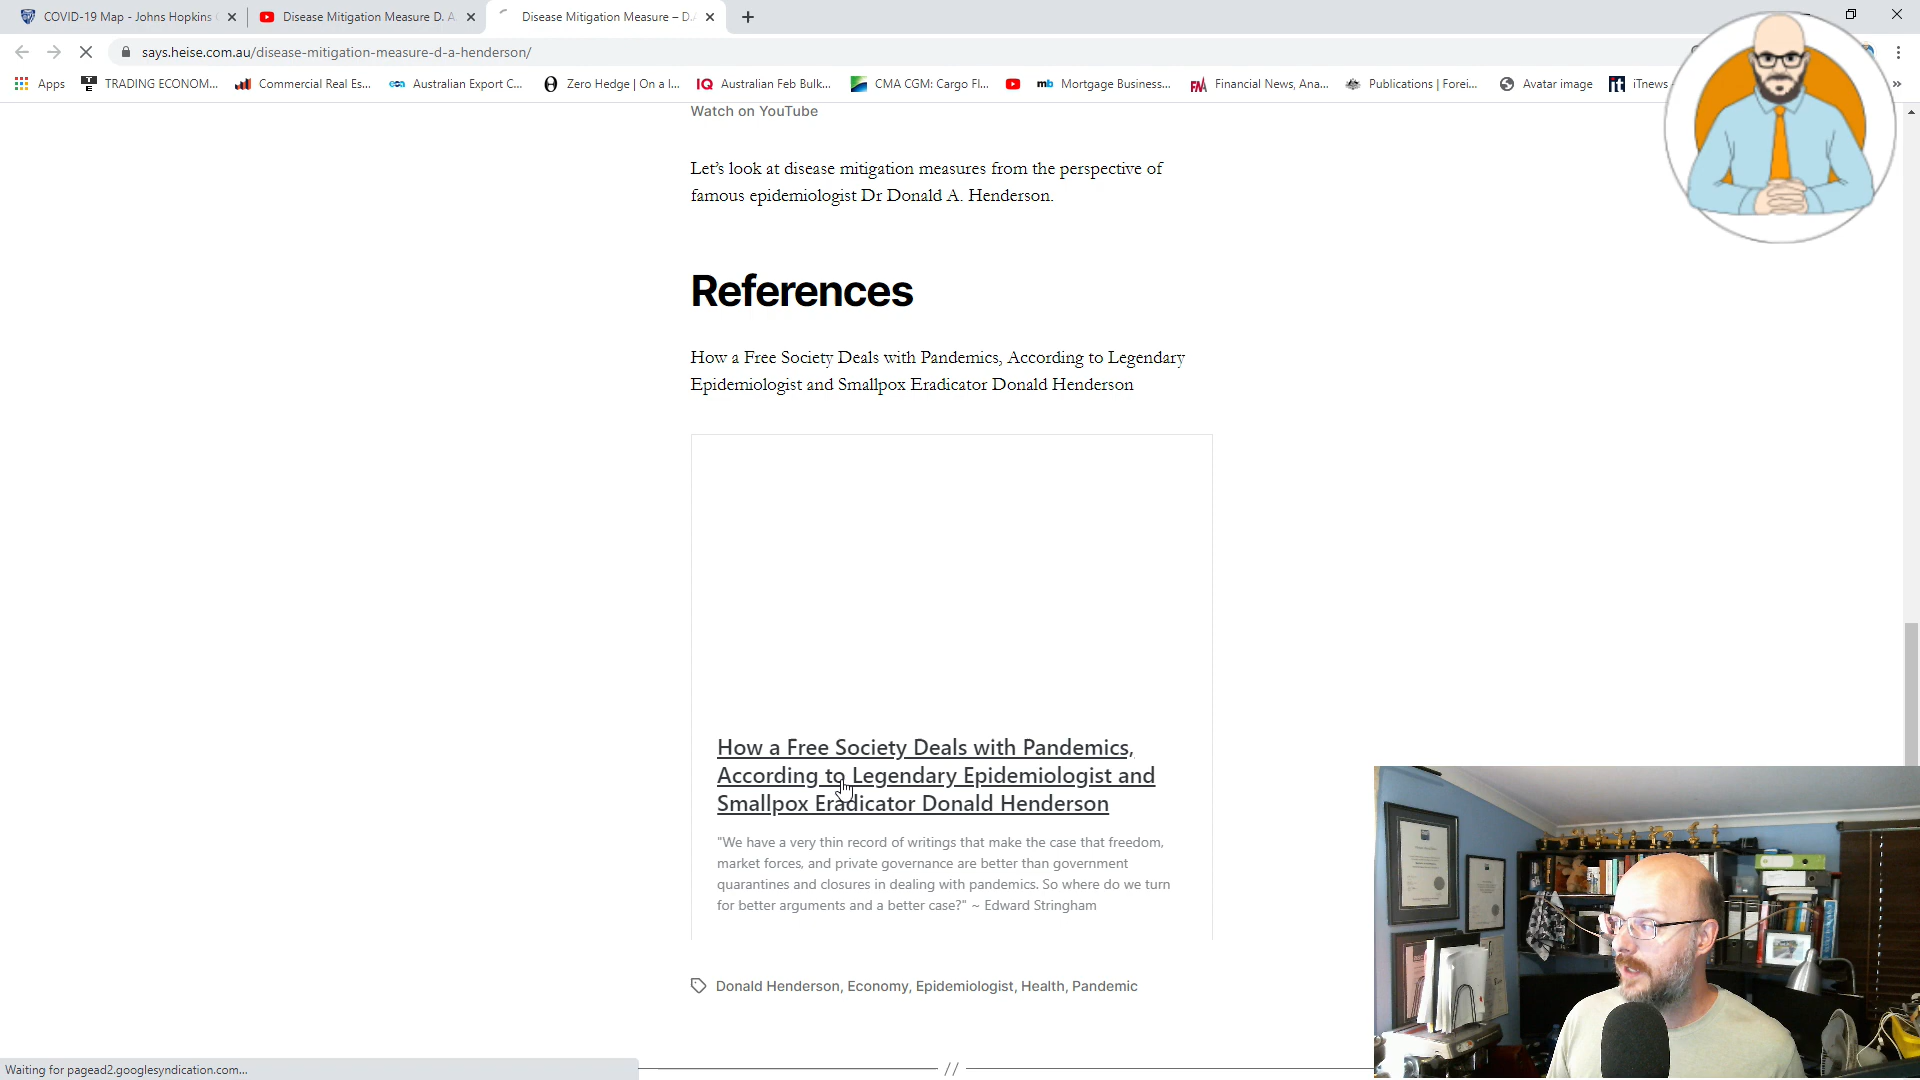 COVID-19 Map - Johns Hopkins
Disease Mitigation Measure D. A.
Disease Mitigation Measure – D.
says.heise.com.au/disease-mitigation-measure-d-a-henderson/
Apps
TRADING ECONOM...
Commercial Real Es...
Australian Export C...
Zero Hedge | On a l...
Australian Feb Bulk...
CMA CGM: Cargo Fl...
Mortgage Business...
Financial News, Ana...
Publications | Forei...
Avatar image
iTnews
Watch on YouTube
Let’s look at disease mitigation measures from the perspective of
famous epidemiologist Dr Donald A. Henderson.
References
How a Free Society Deals with Pandemics, According to Legendary
Epidemiologist and Smallpox Eradicator Donald Henderson
How a Free Society Deals with Pandemics,
According to Legendary Epidemiologist and
Smallpox Eradicator Donald Henderson
"We have a very thin record of writings that make the case that freedom,
market forces, and private governance are better than government
quarantines and closures in dealing with pandemics. So where do we turn
for better arguments and a better case?" ~ Edward Stringham
Donald Henderson, Economy, Epidemiologist, Health, Pandemic
//
Waiting for pagead2.googlesyndication.com...